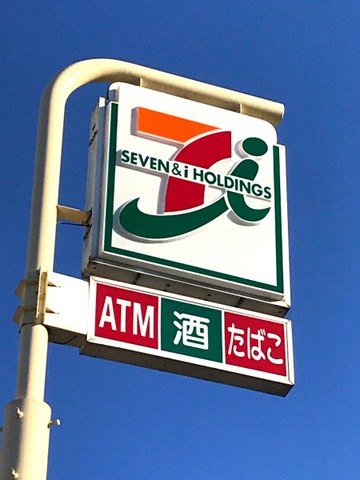 SEVEN & i HOLDINGS
ATM 酒 たばこ